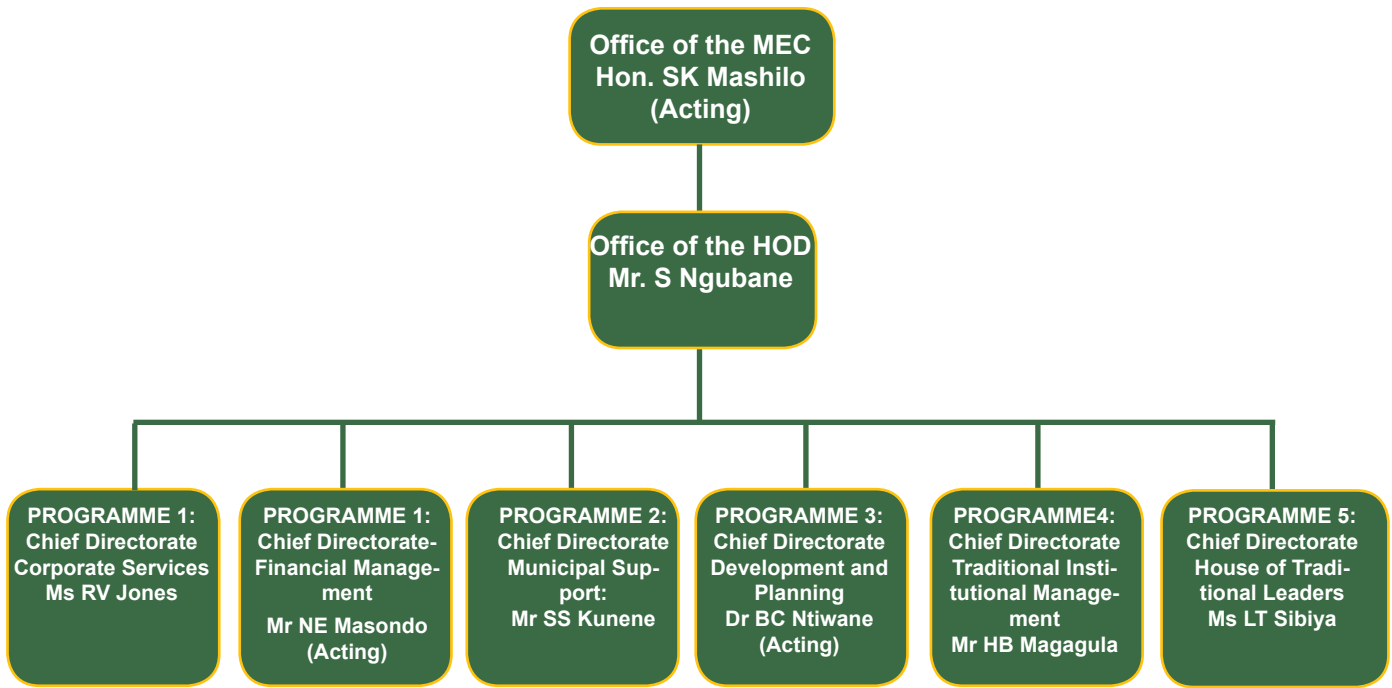 Office of the MEC
Hon. SK Mashilo
(Acting)
Office of the HOD
Mr. S Ngubane
PROGRAMME 1:
Chief Directorate
Corporate Services
Ms RV Jones
PROGRAMME 1:
Chief Directorate-
Financial Manage-
ment
Mr NE Masondo
(Acting)
PROGRAMME 2:
Chief Directorate
Municipal Sup-
port:
Mr SS Kunene
PROGRAMME 3:
Chief Directorate
Development and
Planning
Dr BC Ntiwane
(Acting)
PROGRAMME4:
Chief Directorate
Traditional Insti-
tutional Manage-
ment
Mr HB Magagula
PROGRAMME 5:
Chief Directorate
House of Tradi-
tional Leaders
Ms LT Sibiya